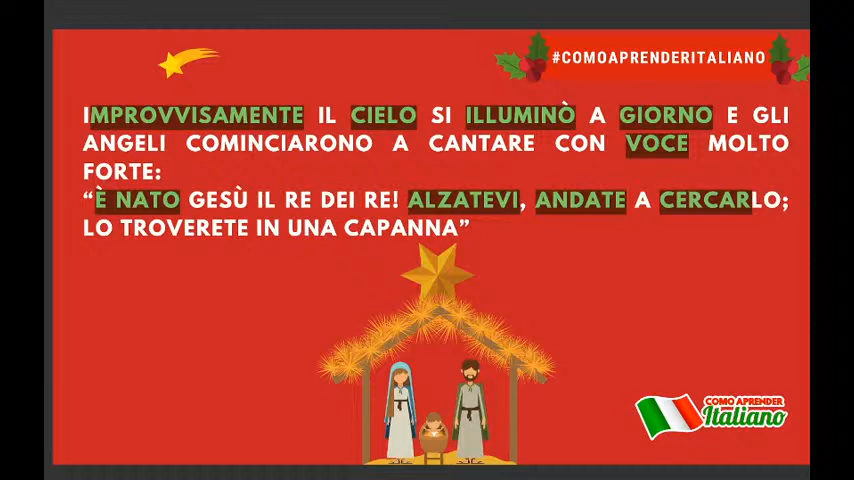 #COMOAPRENDERITALIANO
IMPROVVISAMENTE IL CIELO SI ILLUMINÒ A GIORNO E GLI
ANGELI COMINCIARONO A CANTARE CON VOCE MOLTO
FORTE:
“È NATO GESÙ IL RE DEI RE! ALZATEVI, ANDATE A CERCARLO;
LO TROVERETE IN UNA CAPANNA”
COMO APRENDER
Italiano